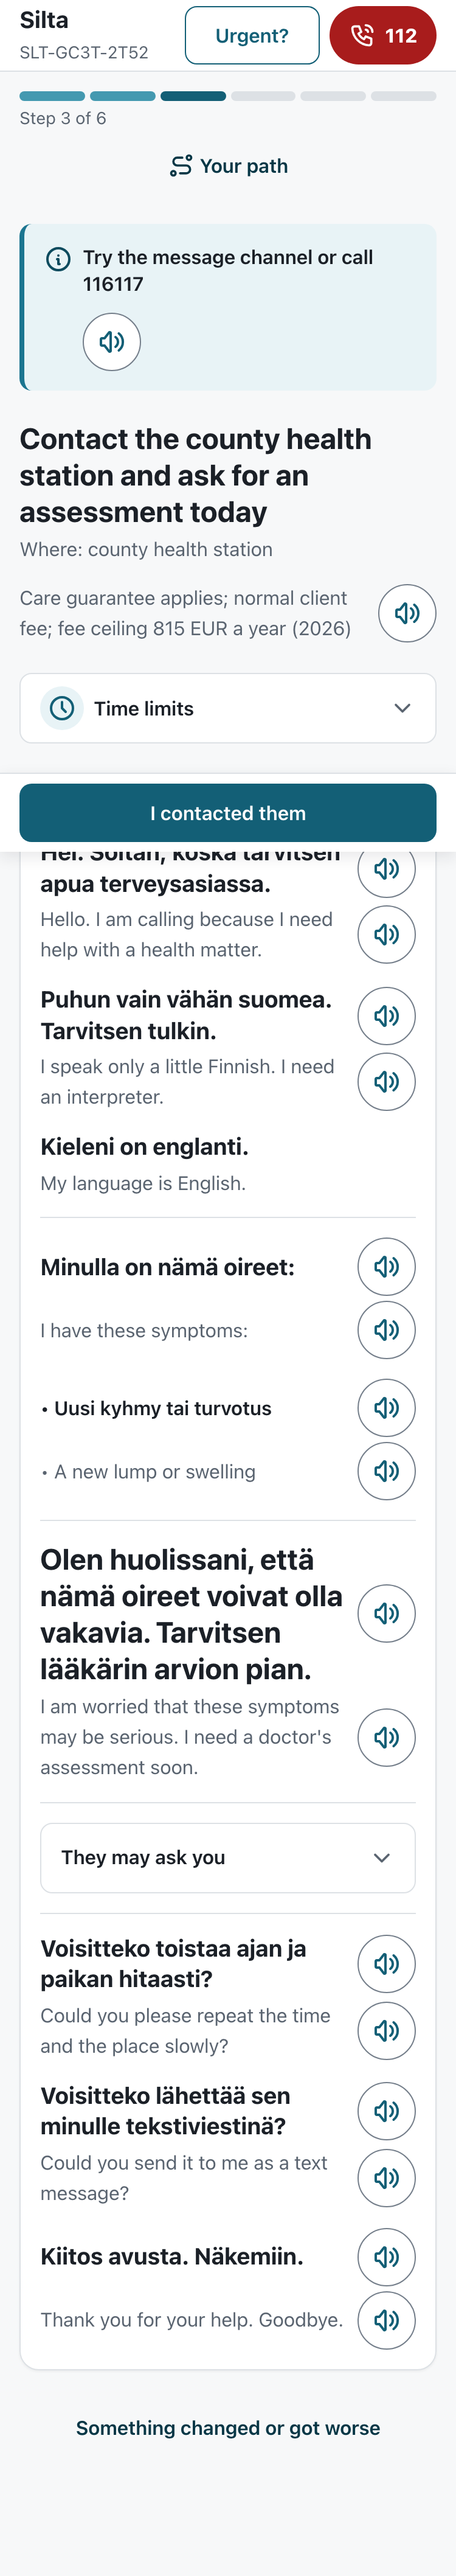 Silta
SLT-GC3T-2T52
Urgent?
112
Step 3 of 6
Your path
Try the message channel or call
116117
Contact the county health
station and ask for an
assessment today
Where: county health station
Care guarantee applies; normal client
fee; fee ceiling 815 EUR a year (2026)
Time limits
I contacted them
Hei. Soitan, koska tarvitsen
apua terveysasiassa.
Hello. I am calling because I need
help with a health matter.
Puhun vain vähän suomea.
Tarvitsen tulkin.
I speak only a little Finnish. I need
an interpreter.
Kieleni on englanti.
My language is English.
Minulla on nämä oireet:
I have these symptoms:
• Uusi kyhmy tai turvotus
• A new lump or swelling
Olen huolissani, että
nämä oireet voivat olla
vakavia. Tarvitsen
lääkärin arvion pian.
I am worried that these symptoms
may be serious. I need a doctor's
assessment soon.
They may ask you
Voisitteko toistaa ajan ja
paikan hitaasti?
Could you please repeat the time
and the place slowly?
Voisitteko lähettää sen
minulle tekstiviestinä?
Could you send it to me as a text
message?
Kiitos avusta. Näkemiin.
Thank you for your help. Goodbye.
Something changed or got worse